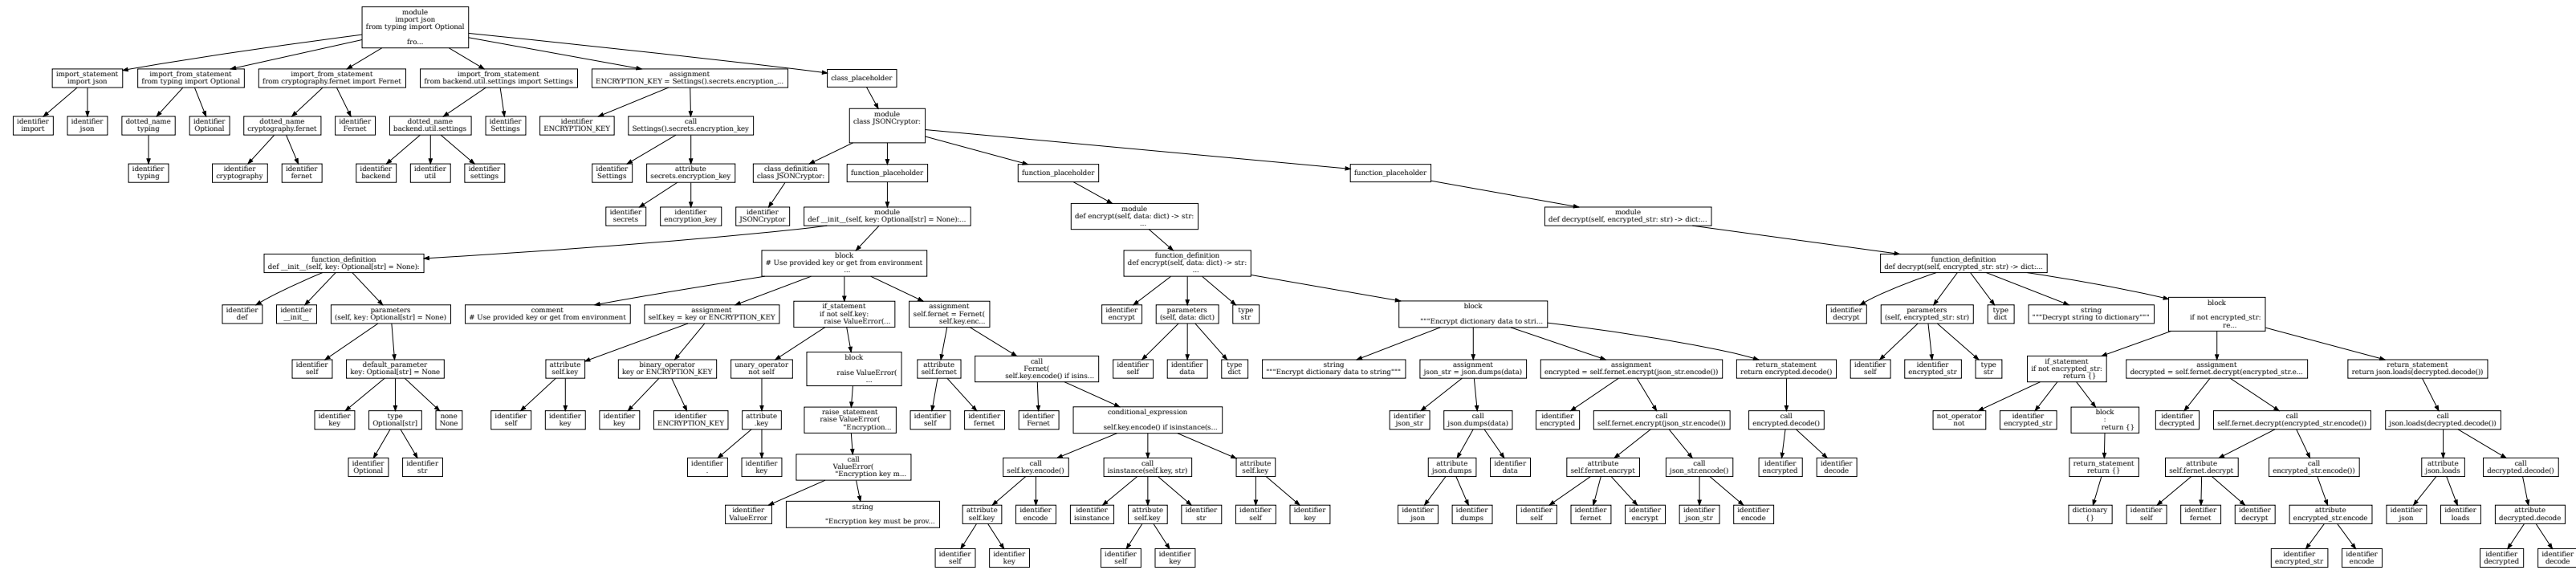 module
import json
from typing import Optional
fro...
import_statement
import json
import_from_statement
from typing import Optional
import_from_statement
from cryptography.fernet import Fernet
import_from_statement
from backend.util.settings import Settings
assignment
ENCRYPTION_KEY = Settings().secrets.encryption_...
class_placeholder
identifier
import
identifier
json
dotted_name
typing
identifier
Optional
dotted_name
cryptography.fernet
identifier
Fernet
dotted_name
backend.util.settings
identifier
Settings
identifier
ENCRYPTION_KEY
call
Settings().secrets.encryption_key
module
class JSONCryptor:
identifier
typing
identifier
cryptography
identifier
fernet
identifier
backend
identifier
util
identifier
settings
identifier
Settings
attribute
secrets.encryption_key
class_definition
class JSONCryptor:
function_placeholder
function_placeholder
function_placeholder
identifier
secrets
identifier
encryption_key
identifier
JSONCryptor
module
def __init__(self, key: Optional[str] = None):...
module
def encrypt(self, data: dict) -> str:
...
module
def decrypt(self, encrypted_str: str) -> dict:...
function_definition
def __init__(self, key: Optional[str] = None):
block
# Use provided key or get from environment
...
function_definition
def encrypt(self, data: dict) -> str:
...
function_definition
def decrypt(self, encrypted_str: str) -> dict:...
identifier
def
identifier
__init__
parameters
(self, key: Optional[str] = None)
comment
# Use provided key or get from environment
assignment
self.key = key or ENCRYPTION_KEY
if_statement
if not self.key:
raise ValueError(...
assignment
self.fernet = Fernet(
self.key.enc...
identifier
encrypt
parameters
(self, data: dict)
type
str
block
"""Encrypt dictionary data to stri...
identifier
decrypt
parameters
(self, encrypted_str: str)
type
dict
string
"""Decrypt string to dictionary"""
block
if not encrypted_str:
re...
identifier
self
default_parameter
key: Optional[str] = None
attribute
self.key
binary_operator
key or ENCRYPTION_KEY
unary_operator
not self
block
raise ValueError(
...
attribute
self.fernet
call
Fernet(
self.key.encode() if isins...
identifier
self
identifier
data
type
dict
string
"""Encrypt dictionary data to string"""
assignment
json_str = json.dumps(data)
assignment
encrypted = self.fernet.encrypt(json_str.encode())
return_statement
return encrypted.decode()
identifier
self
identifier
encrypted_str
type
str
if_statement
if not encrypted_str:
return {}
assignment
decrypted = self.fernet.decrypt(encrypted_str.e...
return_statement
return json.loads(decrypted.decode())
identifier
key
type
Optional[str]
none
None
identifier
self
identifier
key
identifier
key
identifier
ENCRYPTION_KEY
attribute
.key
raise_statement
raise ValueError(
"Encryption...
identifier
self
identifier
fernet
identifier
Fernet
conditional_expression
self.key.encode() if isinstance(s...
identifier
json_str
call
json.dumps(data)
identifier
encrypted
call
self.fernet.encrypt(json_str.encode())
call
encrypted.decode()
not_operator
not
identifier
encrypted_str
block
:
return {}
identifier
decrypted
call
self.fernet.decrypt(encrypted_str.encode())
call
json.loads(decrypted.decode())
identifier
Optional
identifier
str
identifier
.
identifier
key
call
ValueError(
"Encryption key m...
call
self.key.encode()
call
isinstance(self.key, str)
attribute
self.key
attribute
json.dumps
identifier
data
attribute
self.fernet.encrypt
call
json_str.encode()
identifier
encrypted
identifier
decode
return_statement
return {}
attribute
self.fernet.decrypt
call
encrypted_str.encode()
attribute
json.loads
call
decrypted.decode()
identifier
ValueError
string
"Encryption key must be prov...
attribute
self.key
identifier
encode
identifier
isinstance
attribute
self.key
identifier
str
identifier
self
identifier
key
identifier
json
identifier
dumps
identifier
self
identifier
fernet
identifier
encrypt
identifier
json_str
identifier
encode
dictionary
{}
identifier
self
identifier
fernet
identifier
decrypt
attribute
encrypted_str.encode
identifier
json
identifier
loads
attribute
decrypted.decode
identifier
self
identifier
key
identifier
self
identifier
key
identifier
encrypted_str
identifier
encode
identifier
decrypted
identifier
decode